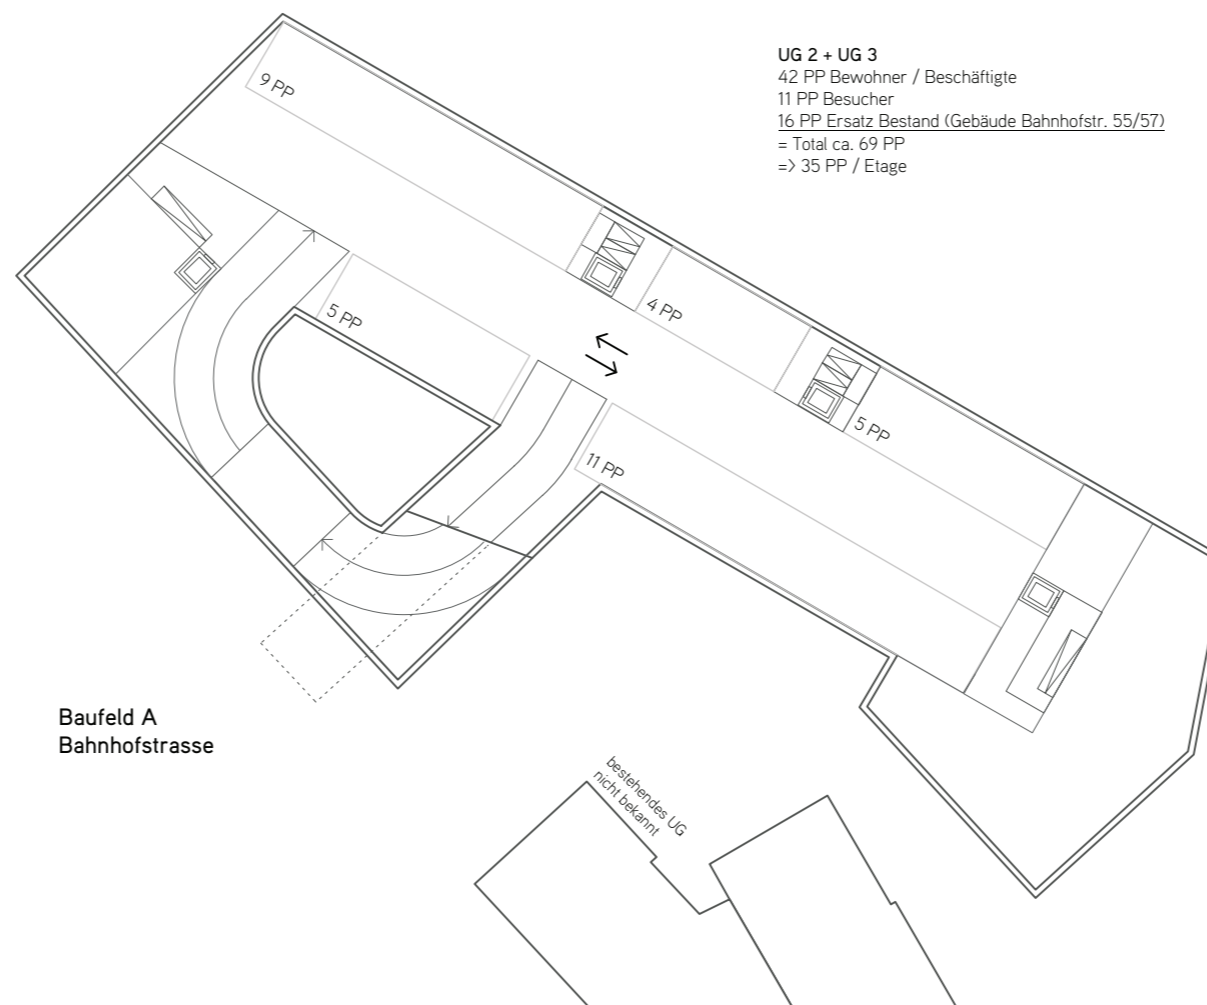 UG 2 + UG 3
42 PP Bewohner / Beschäftigte
11 PP Besucher
16 PP Ersatz Bestand (Gebäude Bahnhofstr. 55/57)
= Total ca. 69 PP
=> 35 PP / Etage
9 PP
5 PP
4 PP
5 PP
11 PP
Baufeld A
Bahnhofstrasse
bestehendes UG
nicht bekannt